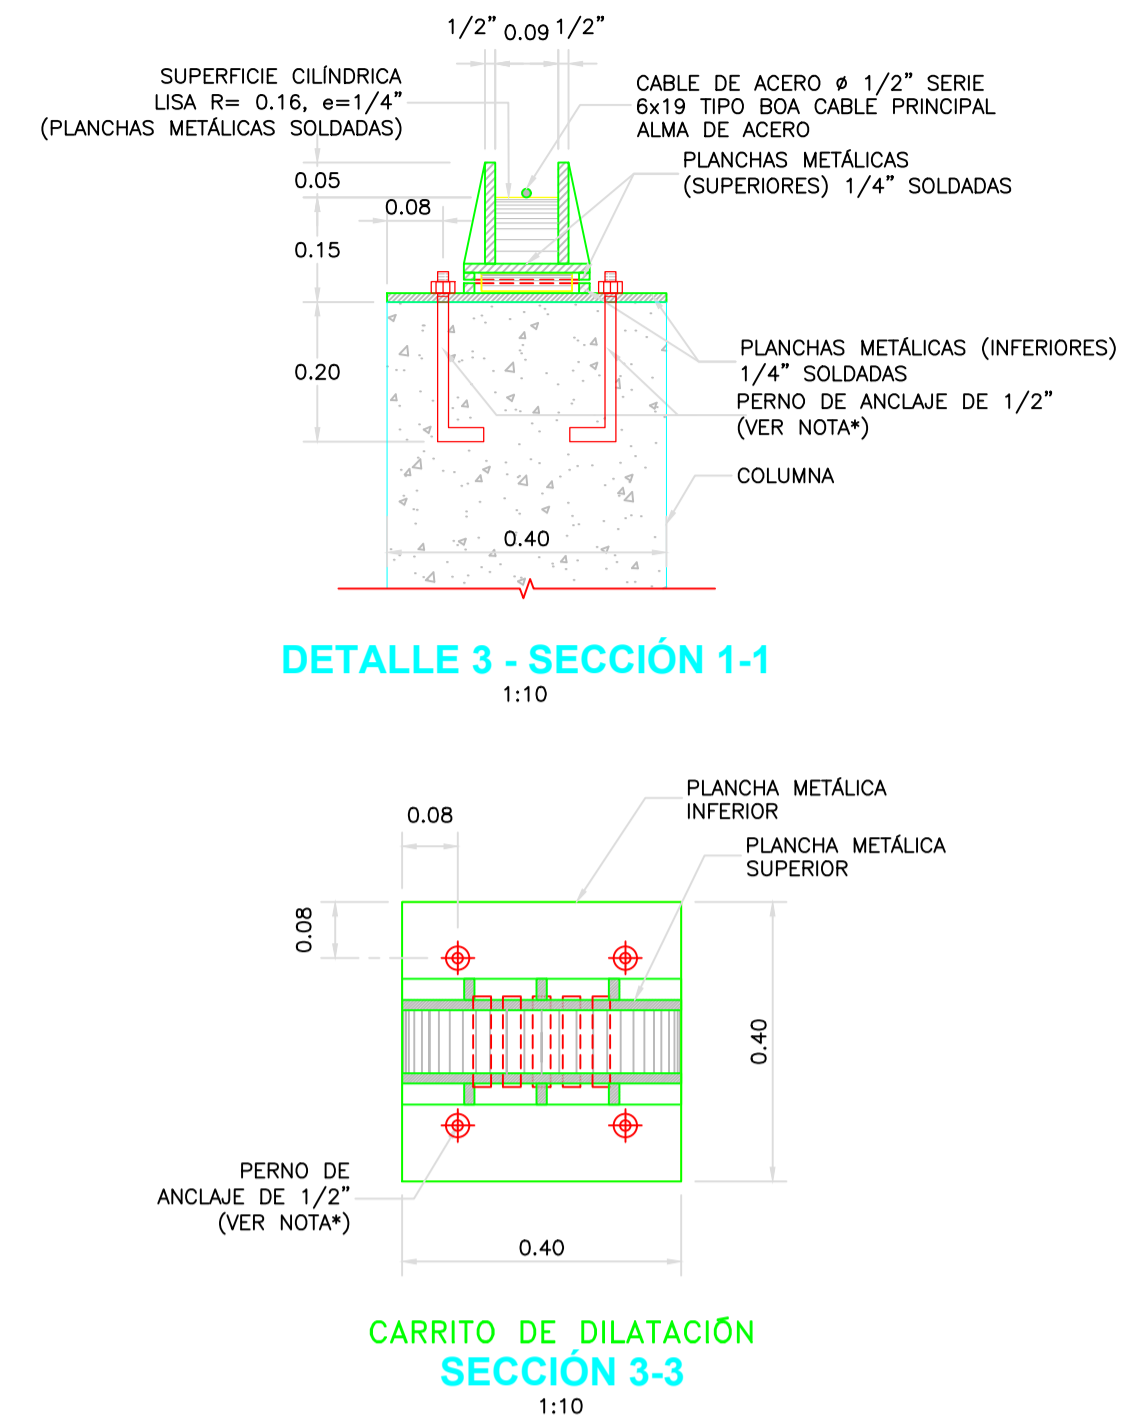 1/2" 0.09 1/2"
SUPERFICIE CILÍNDRICA
LISA R= 0.16, e=1/4"
(PLANCHAS METÁLICAS SOLDADAS)
CABLE DE ACERO ø 1/2" SERIE
6x19 TIPO BOA CABLE PRINCIPAL
ALMA DE ACERO
PLANCHAS METÁLICAS
(SUPERIORES) 1/4" SOLDADAS
0.05
0.08
0.15
0.20
PLANCHAS METÁLICAS (INFERIORES)
1/4" SOLDADAS
PERNO DE ANCLAJE DE 1/2"
(VER NOTA*)
COLUMNA
0.40
DETALLE 3 - SECCIÓN 1-1
1:10
PLANCHA METÁLICA
INFERIOR
0.08
PLANCHA METÁLICA
SUPERIOR
0.08
0.40
PERNO DE
ANCLAJE DE 1/2"
(VER NOTA*)
0.40
CARRITO DE DILATACIÕN
SECCIÓN 3-3
1:10